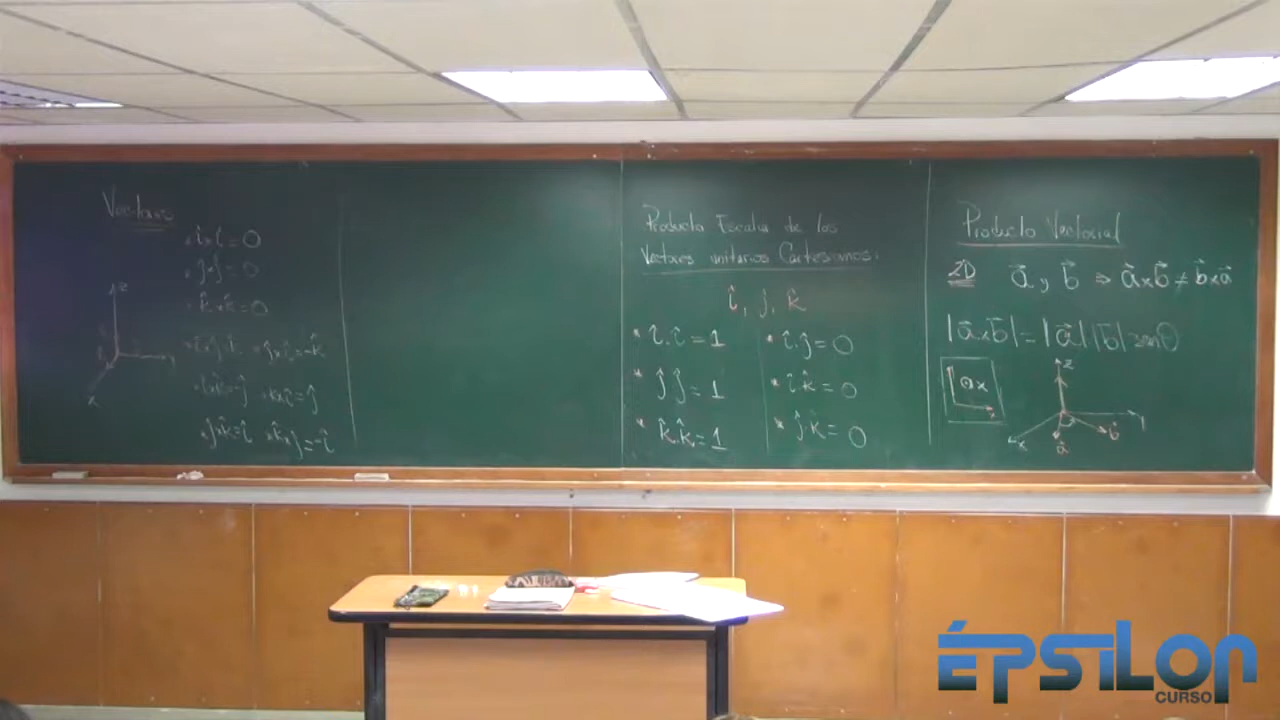 Vectores
• î×î=0
• ĵ×ĵ=0
• k̂×k̂=0
• î×ĵ=k̂ • ĵ×î=-k̂
• î×k̂=-ĵ • k̂×î=ĵ
• ĵ×k̂=î • k̂×ĵ=-î
z
x
Producto Escalar de los
Vectores unitarios Cartesianos:
î, ĵ, k̂
* î.î=1 * î.ĵ=0
* ĵ.ĵ=1 * î.k̂=0
* k̂.k̂=1 * ĵ.k̂=0
Producto Vectorial
2D a⃗ y b⃗ ⇒ a⃗×b⃗≠b⃗×a⃗
|a⃗×b⃗|=|a⃗||b⃗| senθ
z
x
a⃗
b⃗
ÉPSILON
CURSO